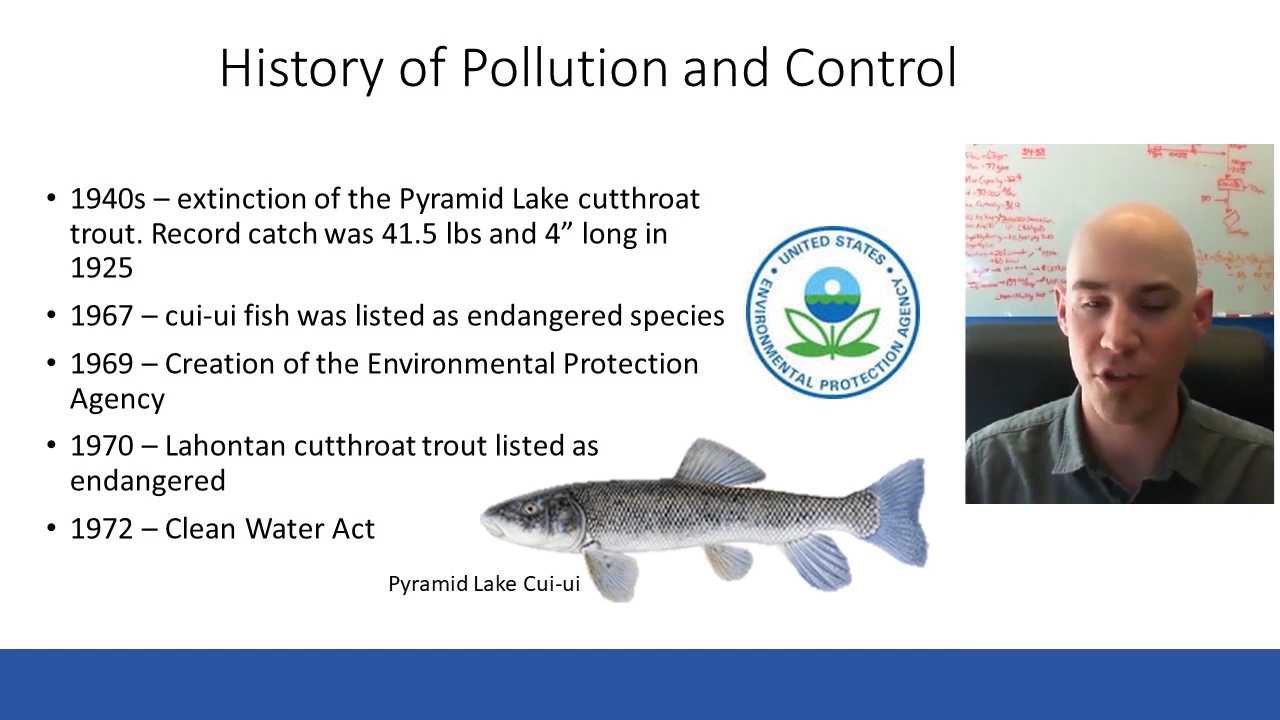 History of Pollution and Control
• 1940s – extinction of the Pyramid Lake cutthroat
trout. Record catch was 41.5 lbs and 4” long in
1925
• 1967 – cui-ui fish was listed as endangered species
• 1969 – Creation of the Environmental Protection
Agency
• 1970 – Lahontan cutthroat trout listed as
endangered
• 1972 – Clean Water Act
Pyramid Lake Cui-ui
UNITED STATES
ENVIRONMENTAL PROTECTION AGENCY